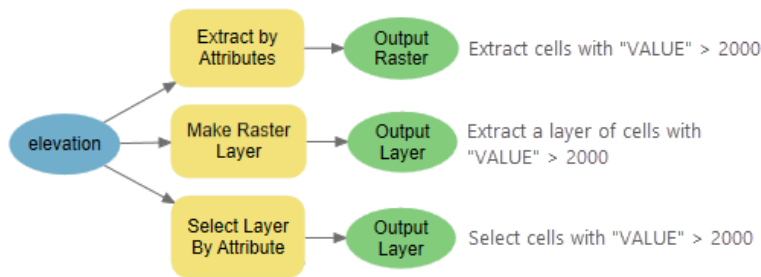 Extract by
Attributes
Output
Raster
Extract cells with "VALUE" > 2000
elevation
Make Raster
Layer
Output
Layer
Extract a layer of cells with
"VALUE" > 2000
Select Layer
By Attribute
Output
Layer
Select cells with "VALUE" > 2000